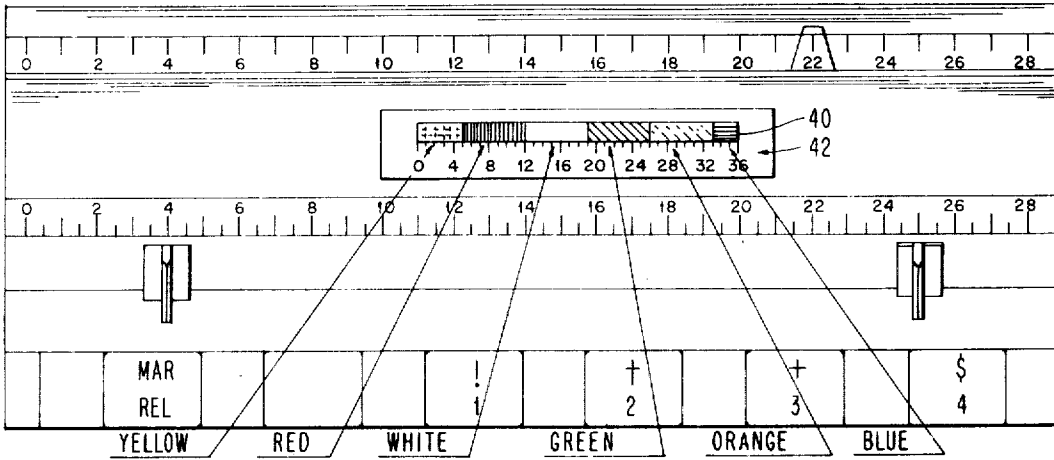 0 2 4 6 8 10 12 14 16 18 20 22 24 26 28
40
42
0 4 8 12 16 20 24 28 32 36
0 2 4 6 8 10 12 14 16 18 20 22 24 26 28
MAR ! † + $
REL 1 2 3 4
YELLOW RED WHITE GREEN ORANGE BLUE